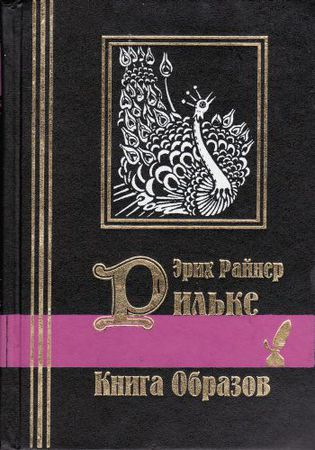 Эрих Райнер
Рильке
Книга Образов